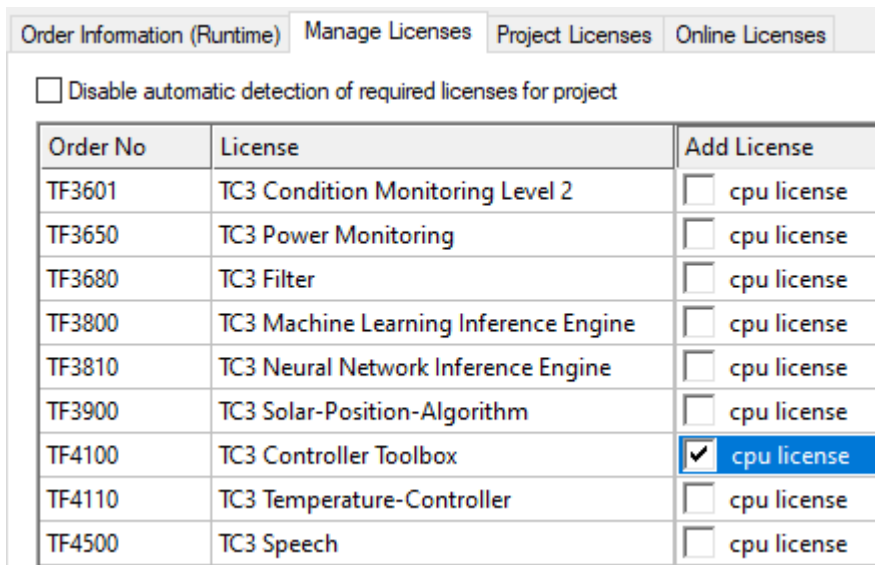 Order Information (Runtime) Manage Licenses Project Licenses Online Licenses
Disable automatic detection of required licenses for project
Order No License Add License
TF3601 TC3 Condition Monitoring Level 2 cpu license
TF3650 TC3 Power Monitoring cpu license
TF3680 TC3 Filter cpu license
TF3800 TC3 Machine Learning Inference Engine cpu license
TF3810 TC3 Neural Network Inference Engine cpu license
TF3900 TC3 Solar-Position-Algorithm cpu license
TF4100 TC3 Controller Toolbox cpu license
TF4110 TC3 Temperature-Controller cpu license
TF4500 TC3 Speech cpu license